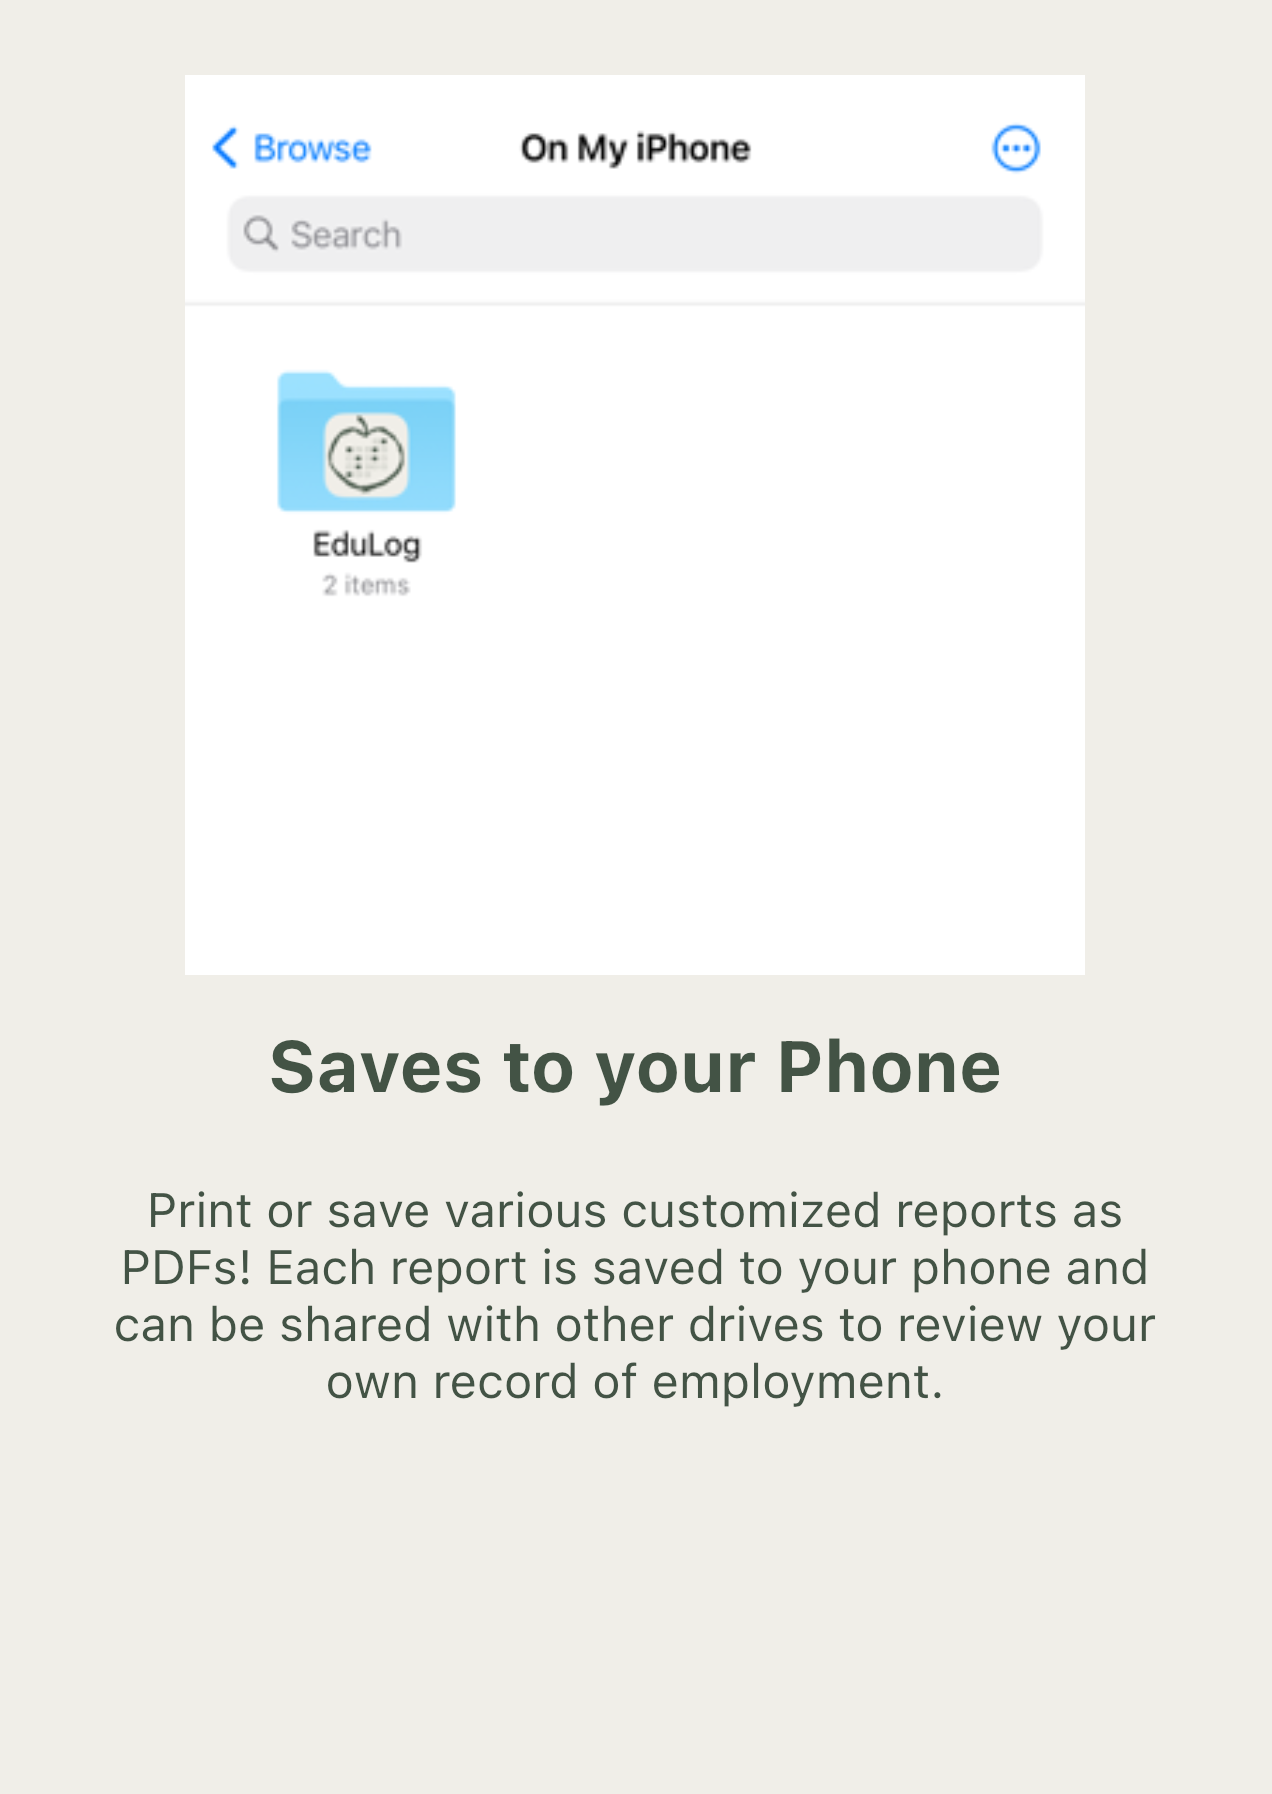 Browse On My iPhone
Search
EduLog
2 items
Saves to your Phone
Print or save various customized reports as
PDFs! Each report is saved to your phone and
can be shared with other drives to review your
own record of employment.